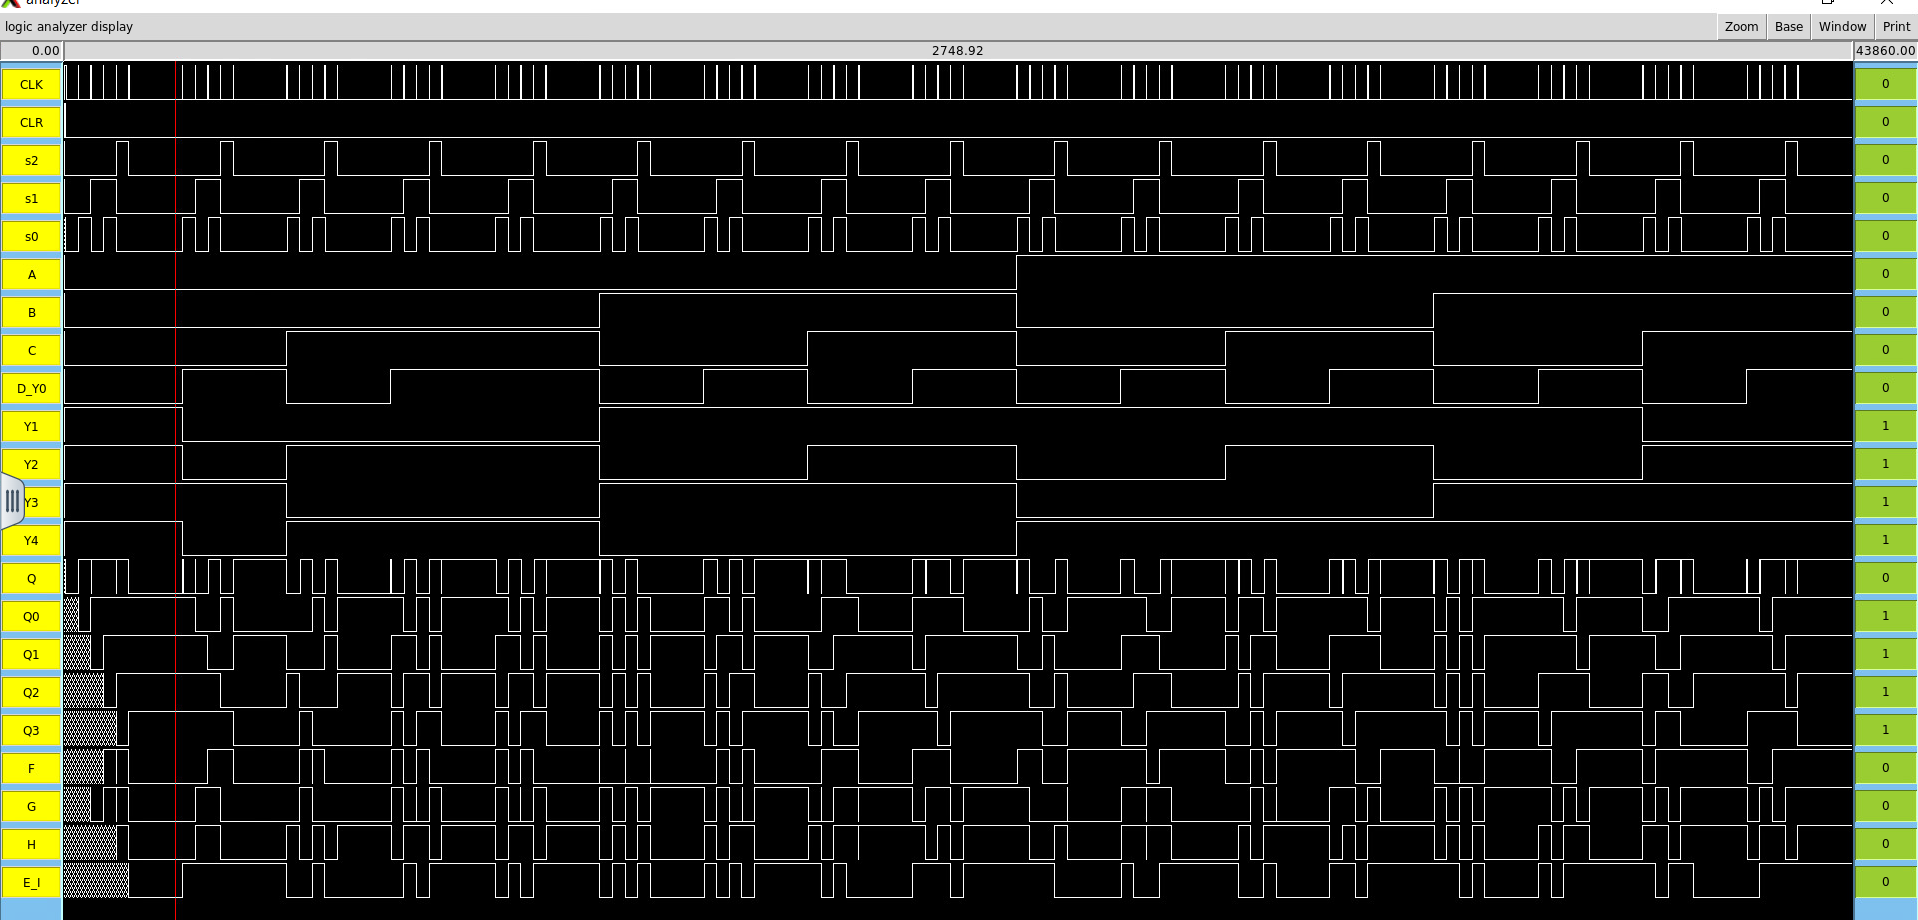 analyzer
logic analyzer display Zoom Base Window Print
0.00 2748.92 43860.00
CLK 0
CLR 0
s2 0
s1 0
s0 0
A 0
B 0
C 0
D_Y0 0
Y1 1
Y2 1
Y3 1
Y4 1
Q 0
Q0 1
Q1 1
Q2 1
Q3 1
F 0
G 0
H 0
E_I 0